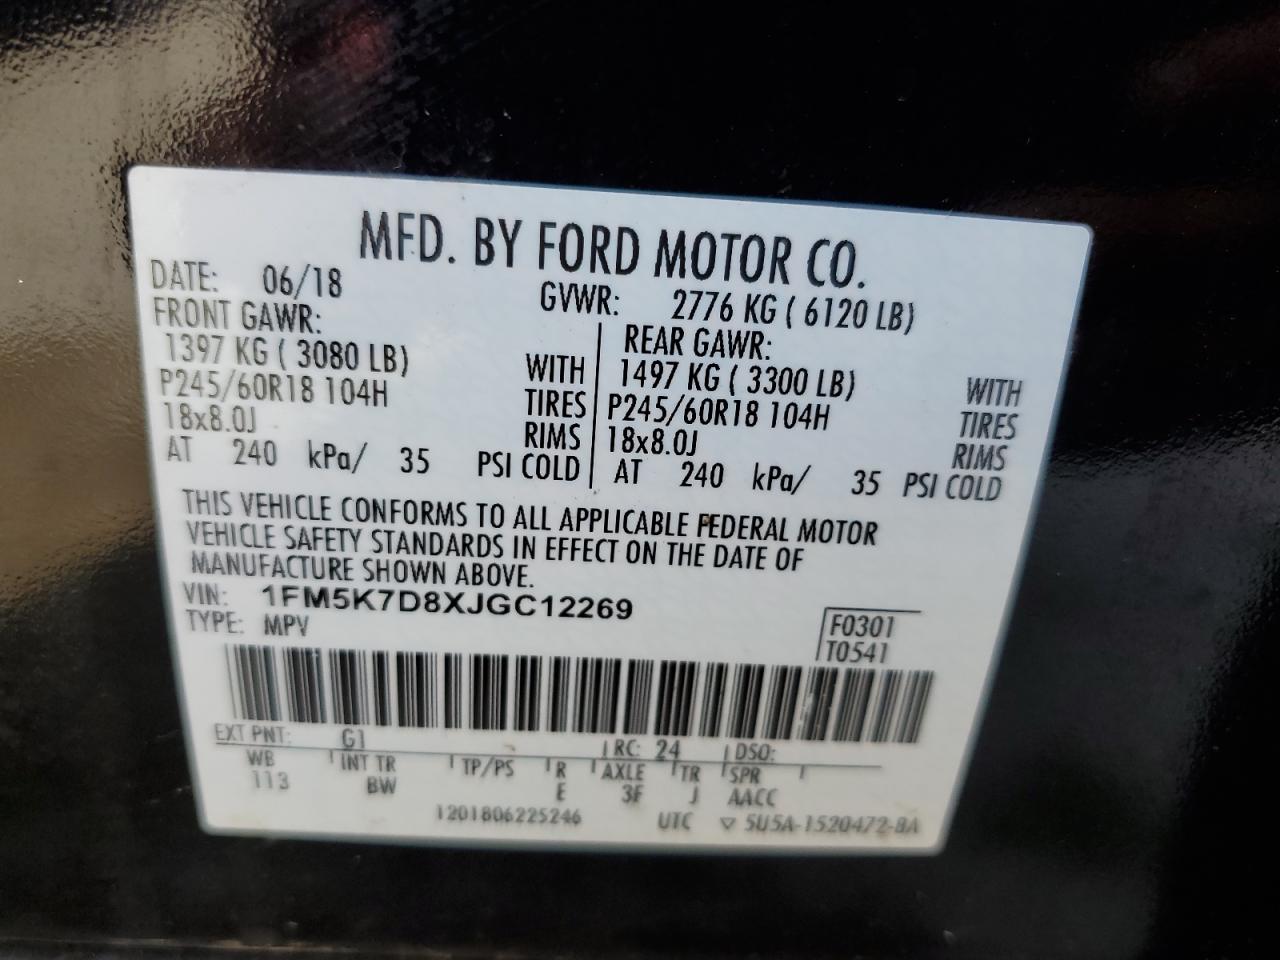 MFD. BY FORD MOTOR CO.
DATE: 06/18 GVWR: 2776 KG ( 6120 LB)
FRONT GAWR: REAR GAWR:
1397 KG ( 3080 LB) WITH 1497 KG ( 3300 LB) WITH
P245/60R18 104H TIRES P245/60R18 104H TIRES
18x8.0J RIMS 18x8.0J RIMS
AT 240 kPa/ 35 PSI COLD AT 240 kPa/ 35 PSI COLD
THIS VEHICLE CONFORMS TO ALL APPLICABLE FEDERAL MOTOR
VEHICLE SAFETY STANDARDS IN EFFECT ON THE DATE OF
MANUFACTURE SHOWN ABOVE.
VIN: 1FM5K7D8XJGC12269
TYPE: MPV
F0301
T0541
EXT PNT: G1 RC: 24 DSO:
WB INT TR TP/PS R AXLE TR SPR
113 BW E 3F J AACC
1201806225246 UTC ▽ 5U5A-1520472-BA